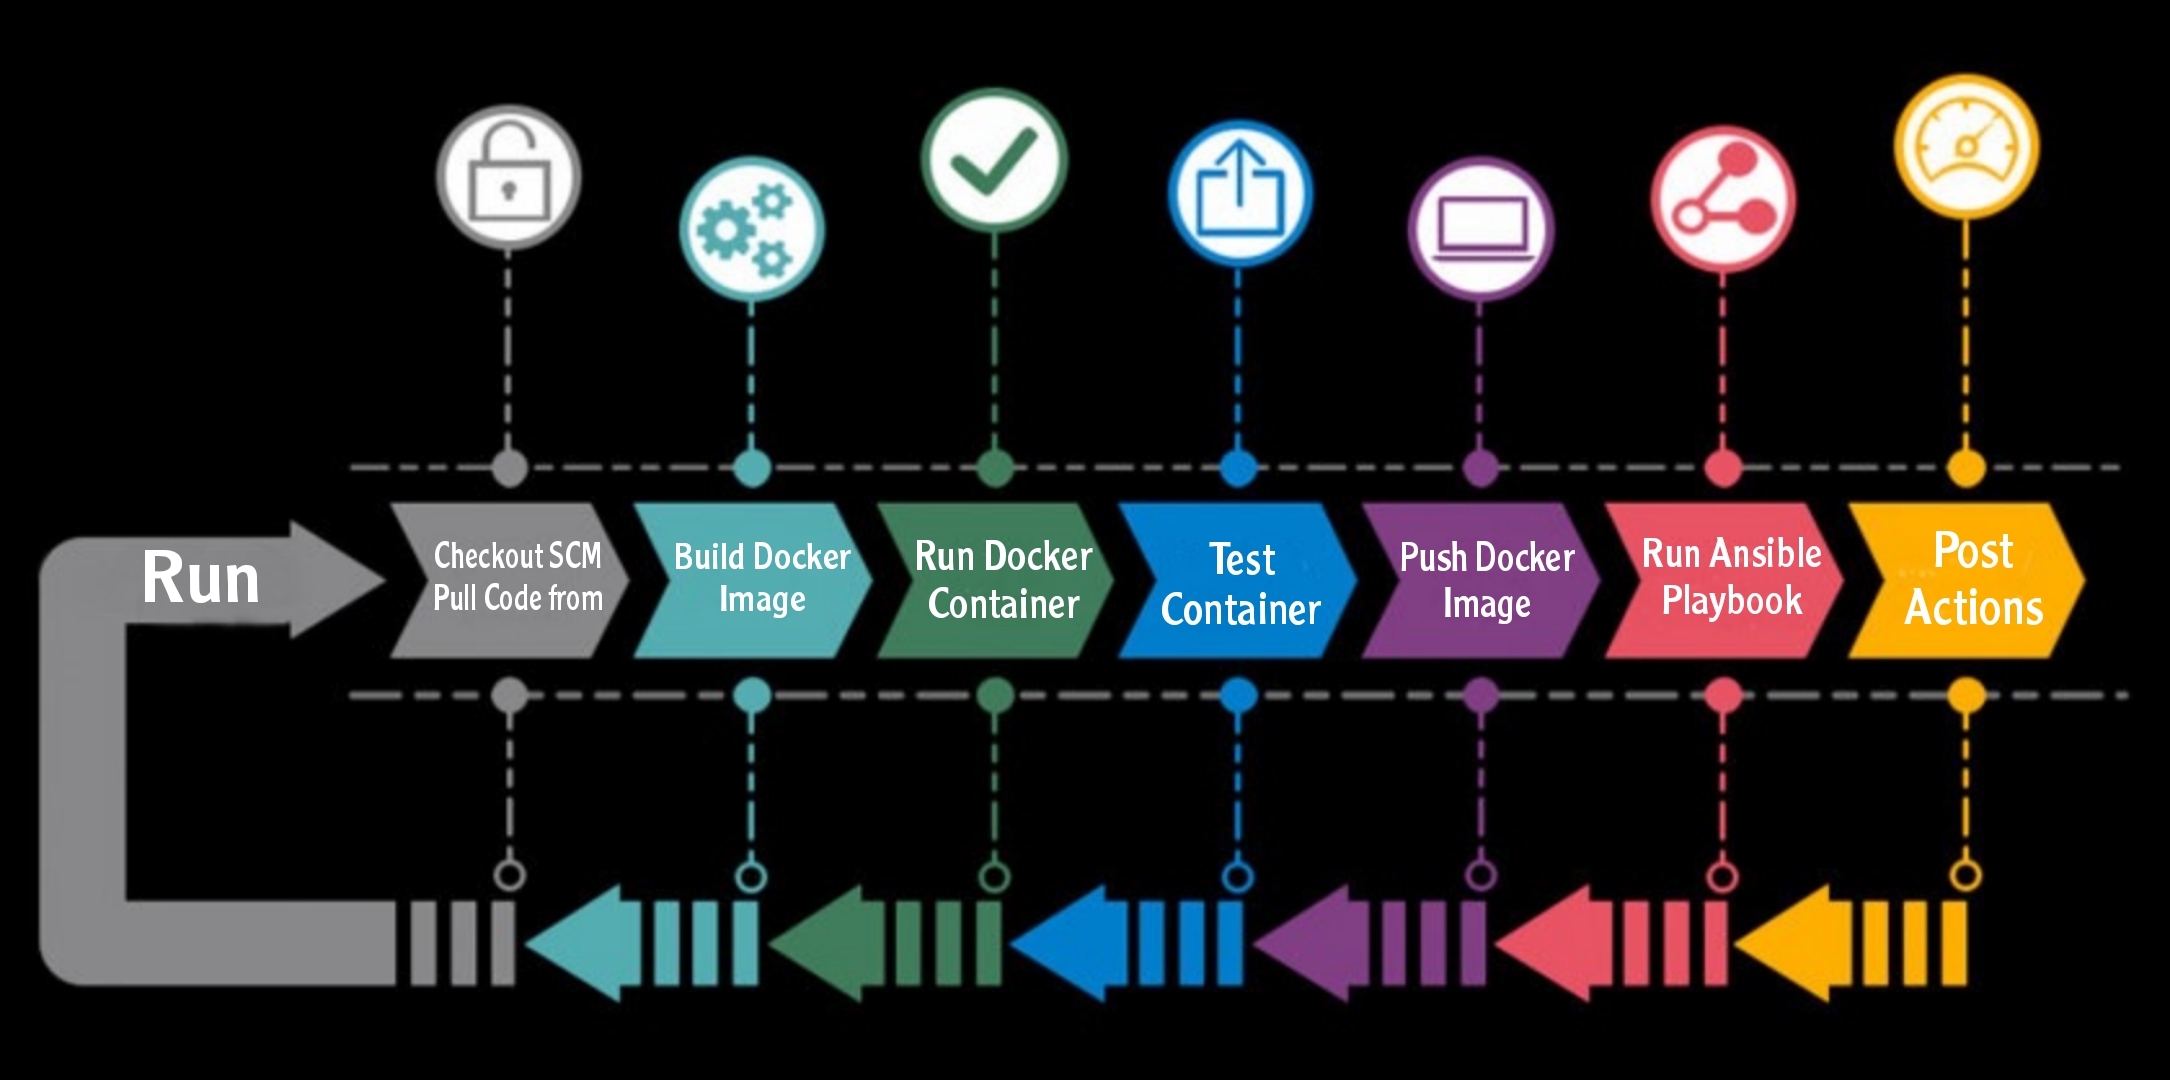 Run
Checkout SCM
Pull Code from
Build Docker
Image
Run Docker
Container
Test
Container
Push Docker
Image
Run Ansible
Playbook
Post
Actions